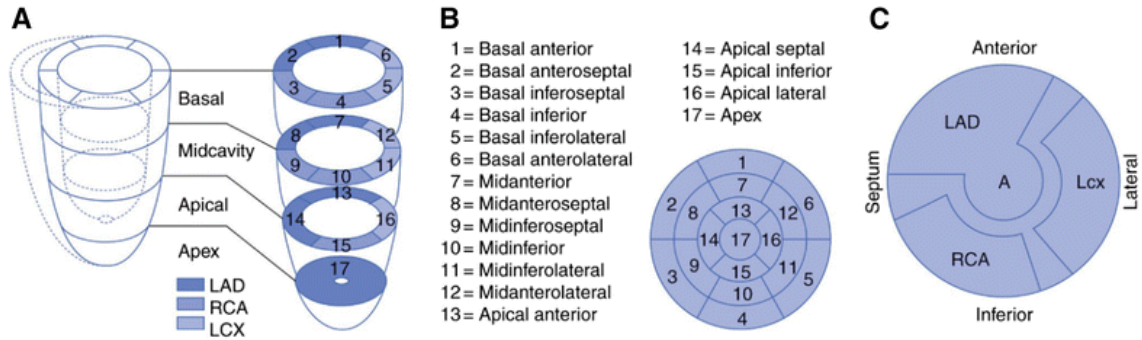 A
1
2
6
3
5
4
Basal
7
8
12
9
11
10
Midcavity
13
14
16
15
Apical
17
Apex
LAD
RCA
LCX
B
1 = Basal anterior
2 = Basal anteroseptal
3 = Basal inferoseptal
4 = Basal inferior
5 = Basal inferolateral
6 = Basal anterolateral
7 = Midanterior
8 = Midanteroseptal
9 = Midinferoseptal
10 = Midinferior
11 = Midinferolateral
12 = Midanterolateral
13 = Apical anterior
14 = Apical septal
15 = Apical inferior
16 = Apical lateral
17 = Apex
1
7
2
6
8
13
12
14
17
16
9
15
11
3
5
10
4
C
Anterior
LAD
Septum
A
Lcx
Lateral
RCA
Inferior